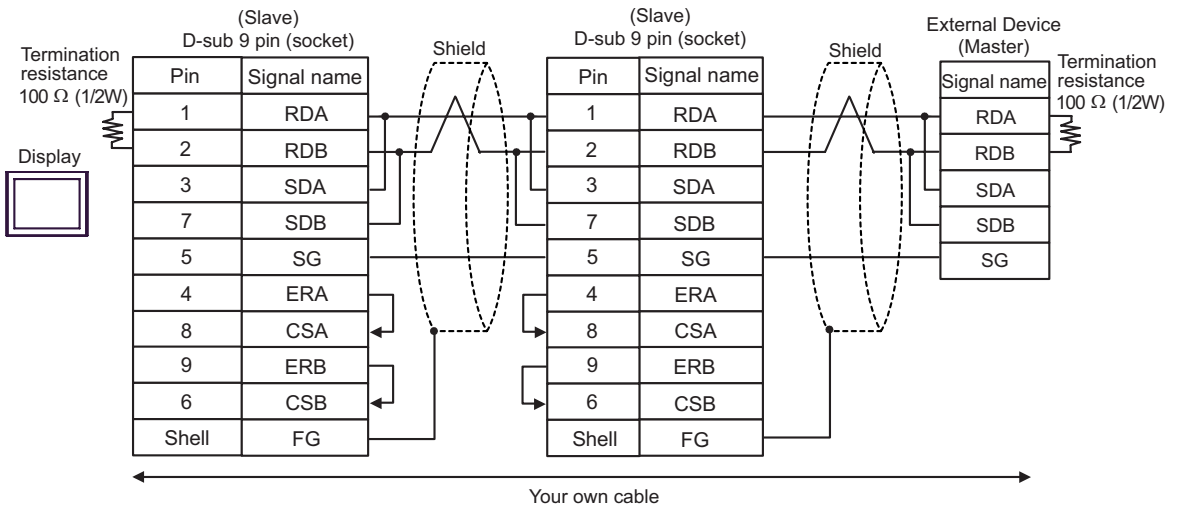 (Slave)
D-sub 9 pin (socket)
(Slave)
D-sub 9 pin (socket)
External Device
(Master)
Termination
resistance
100 Ω (1/2W)
Shield
Shield
Termination
resistance
100 Ω (1/2W)
Display
Pin Signal name
1 RDA
2 RDB
3 SDA
7 SDB
5 SG
4 ERA
8 CSA
9 ERB
6 CSB
Shell FG
Pin Signal name
1 RDA
2 RDB
3 SDA
7 SDB
5 SG
4 ERA
8 CSA
9 ERB
6 CSB
Shell FG
Signal name
RDA
RDB
SDA
SDB
SG
Your own cable